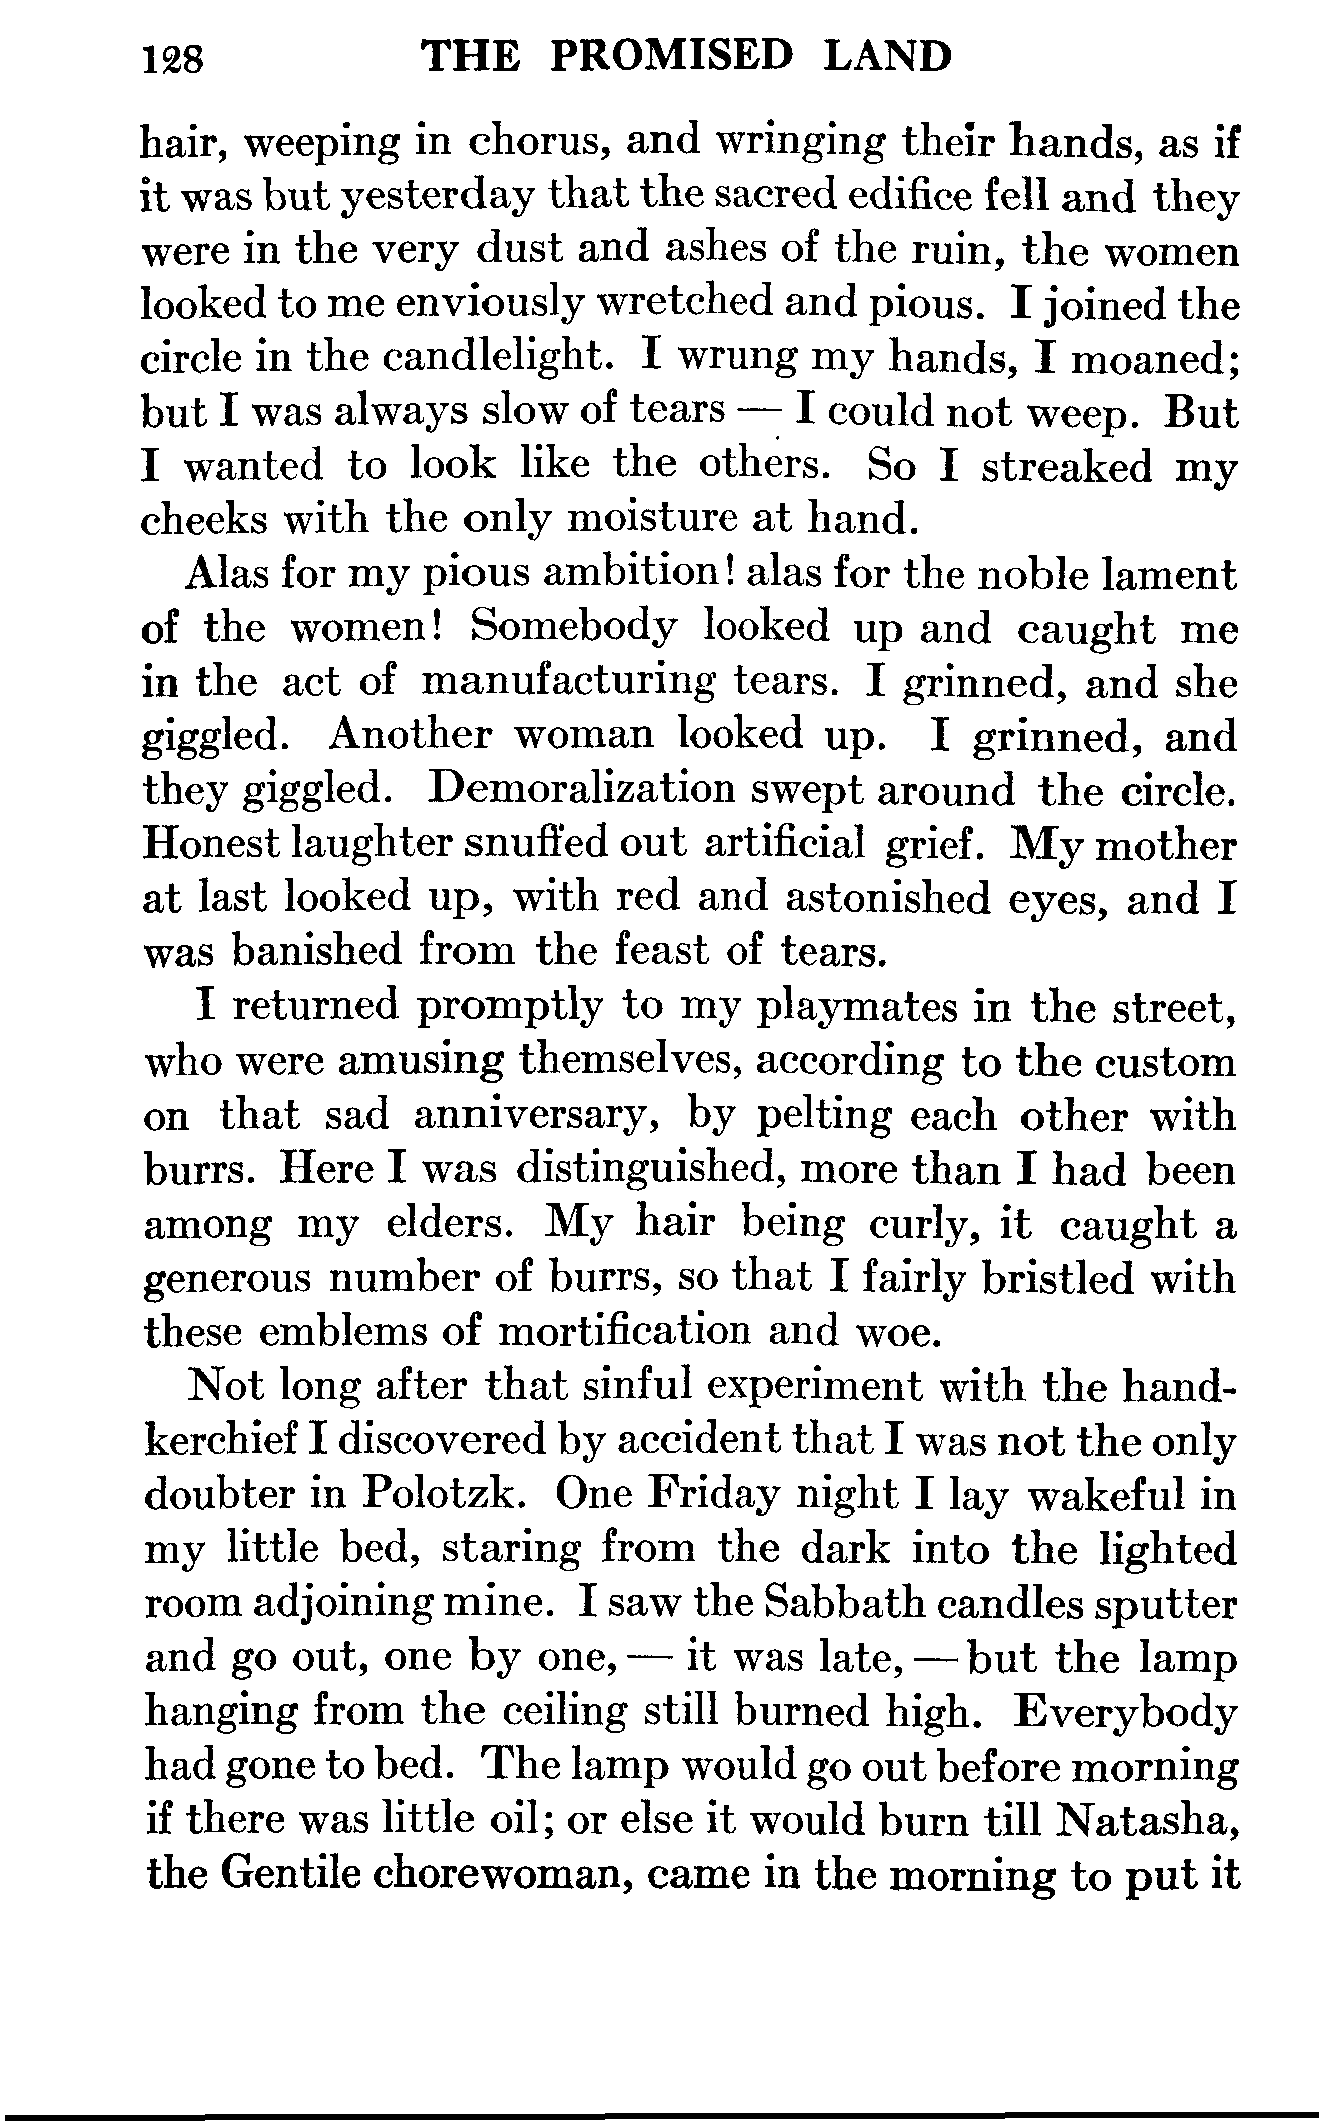 128 THE PROMISED LAND
hair, weeping in chorus, and wringing their hands, as if
it was but yesterday that the sacred edifice fell and they
were in the very dust and ashes of the ruin, the women
looked to me enviously wretched and pious. I joined the
circle in the candlelight. I wrung my hands, I moaned;
but I was always slow of tears — I could not weep. But
I wanted to look like the others. So I streaked my
cheeks with the only moisture at hand.
Alas for my pious ambition! alas for the noble lament
of the women! Somebody looked up and caught me
in the act of manufacturing tears. I grinned, and she
giggled. Another woman looked up. I grinned, and
they giggled. Demoralization swept around the circle.
Honest laughter snuffed out artificial grief. My mother
at last looked up, with red and astonished eyes, and I
was banished from the feast of tears.
I returned promptly to my playmates in the street,
who were amusing themselves, according to the custom
on that sad anniversary, by pelting each other with
burrs. Here I was distinguished, more than I had been
among my elders. My hair being curly, it caught a
generous number of burrs, so that I fairly bristled with
these emblems of mortification and woe.
Not long after that sinful experiment with the hand-
kerchief I discovered by accident that I was not the only
doubter in Polotzk. One Friday night I lay wakeful in
my little bed, staring from the dark into the lighted
room adjoining mine. I saw the Sabbath candles sputter
and go out, one by one, — it was late, — but the lamp
hanging from the ceiling still burned high. Everybody
had gone to bed. The lamp would go out before morning
if there was little oil; or else it would burn till Natasha,
the Gentile chorewoman, came in the morning to put it